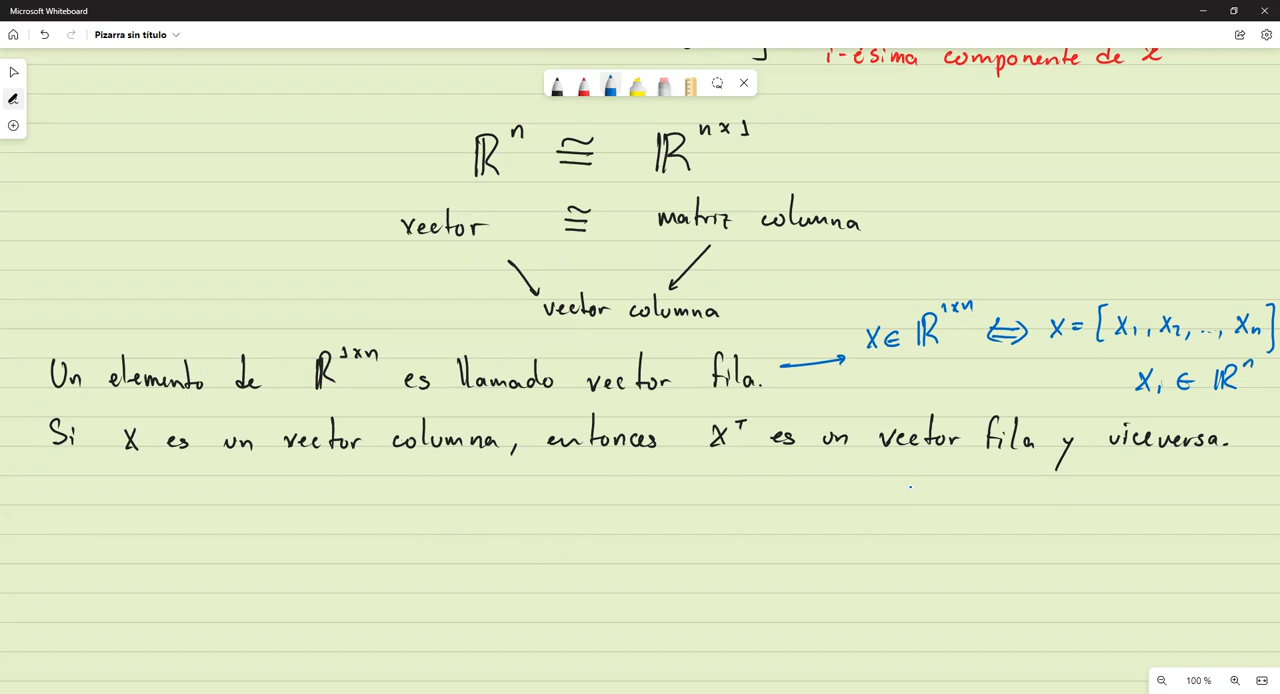 Microsoft Whiteboard
Pizarra sin título
i-ésima componente de x
ℝⁿ ≅ ℝⁿˣ¹
vector ≅ matriz columna
vector columna
x ∈ ℝ¹ˣⁿ ⟺ x = [x₁, x₂, ..., xₙ]
Un elemento de ℝ¹ˣⁿ es llamado vector fila. →
x₁ ∈ ℝⁿ
Si x es un vector columna, entonces xᵀ es un vector fila y viceversa.
100 %